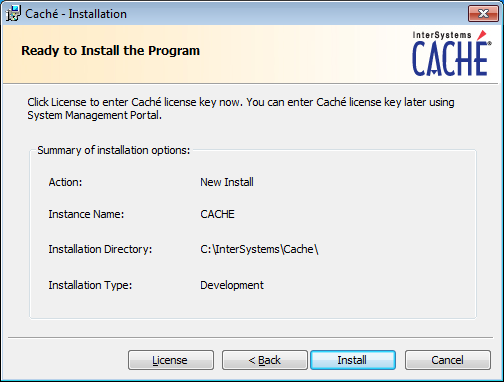 Caché - Installation
Ready to Install the Program
InterSystems
CACHÉ®
Click License to enter Caché license key now. You can enter Caché license key later using
System Management Portal.
Summary of installation options:
Action: New Install
Instance Name: CACHE
Installation Directory: C:\InterSystems\Cache\
Installation Type: Development
License < Back Install Cancel